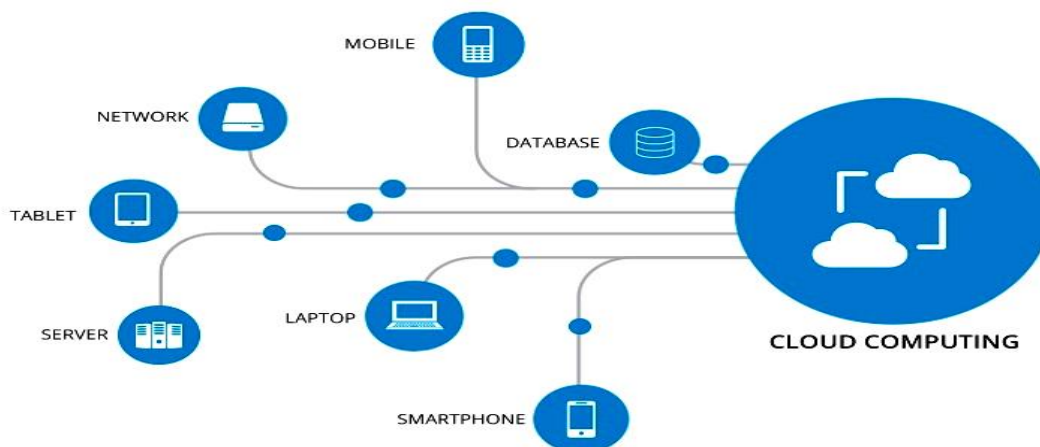 MOBILE
NETWORK
DATABASE
TABLET
LAPTOP
SERVER
CLOUD COMPUTING
SMARTPHONE